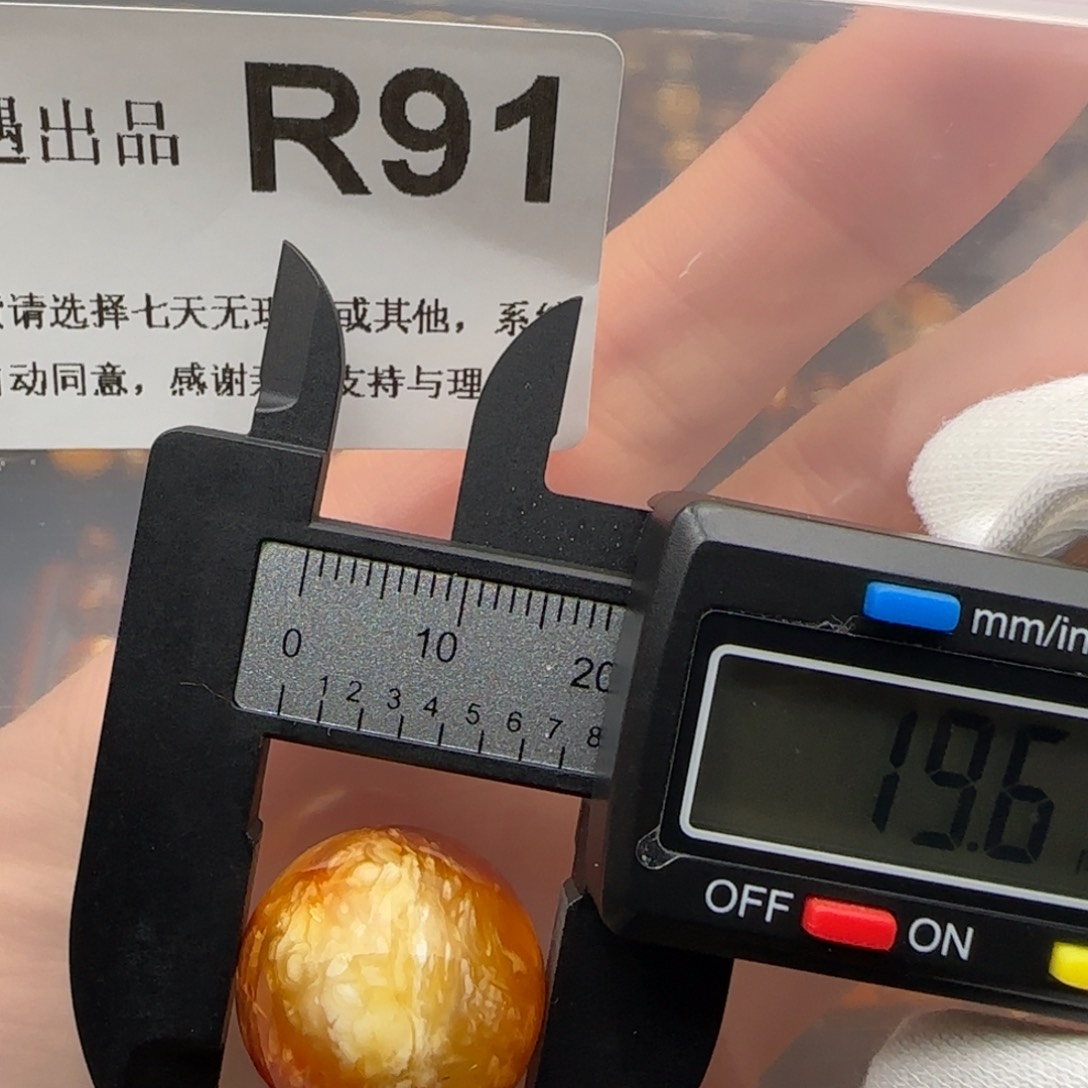 遇出品 R91
请选择七天无理 或其他，系统
动同意，感谢 支持与理
0 10 20
1 2 3 4 5 6 7 8
mm/in
19.6
OFF ON